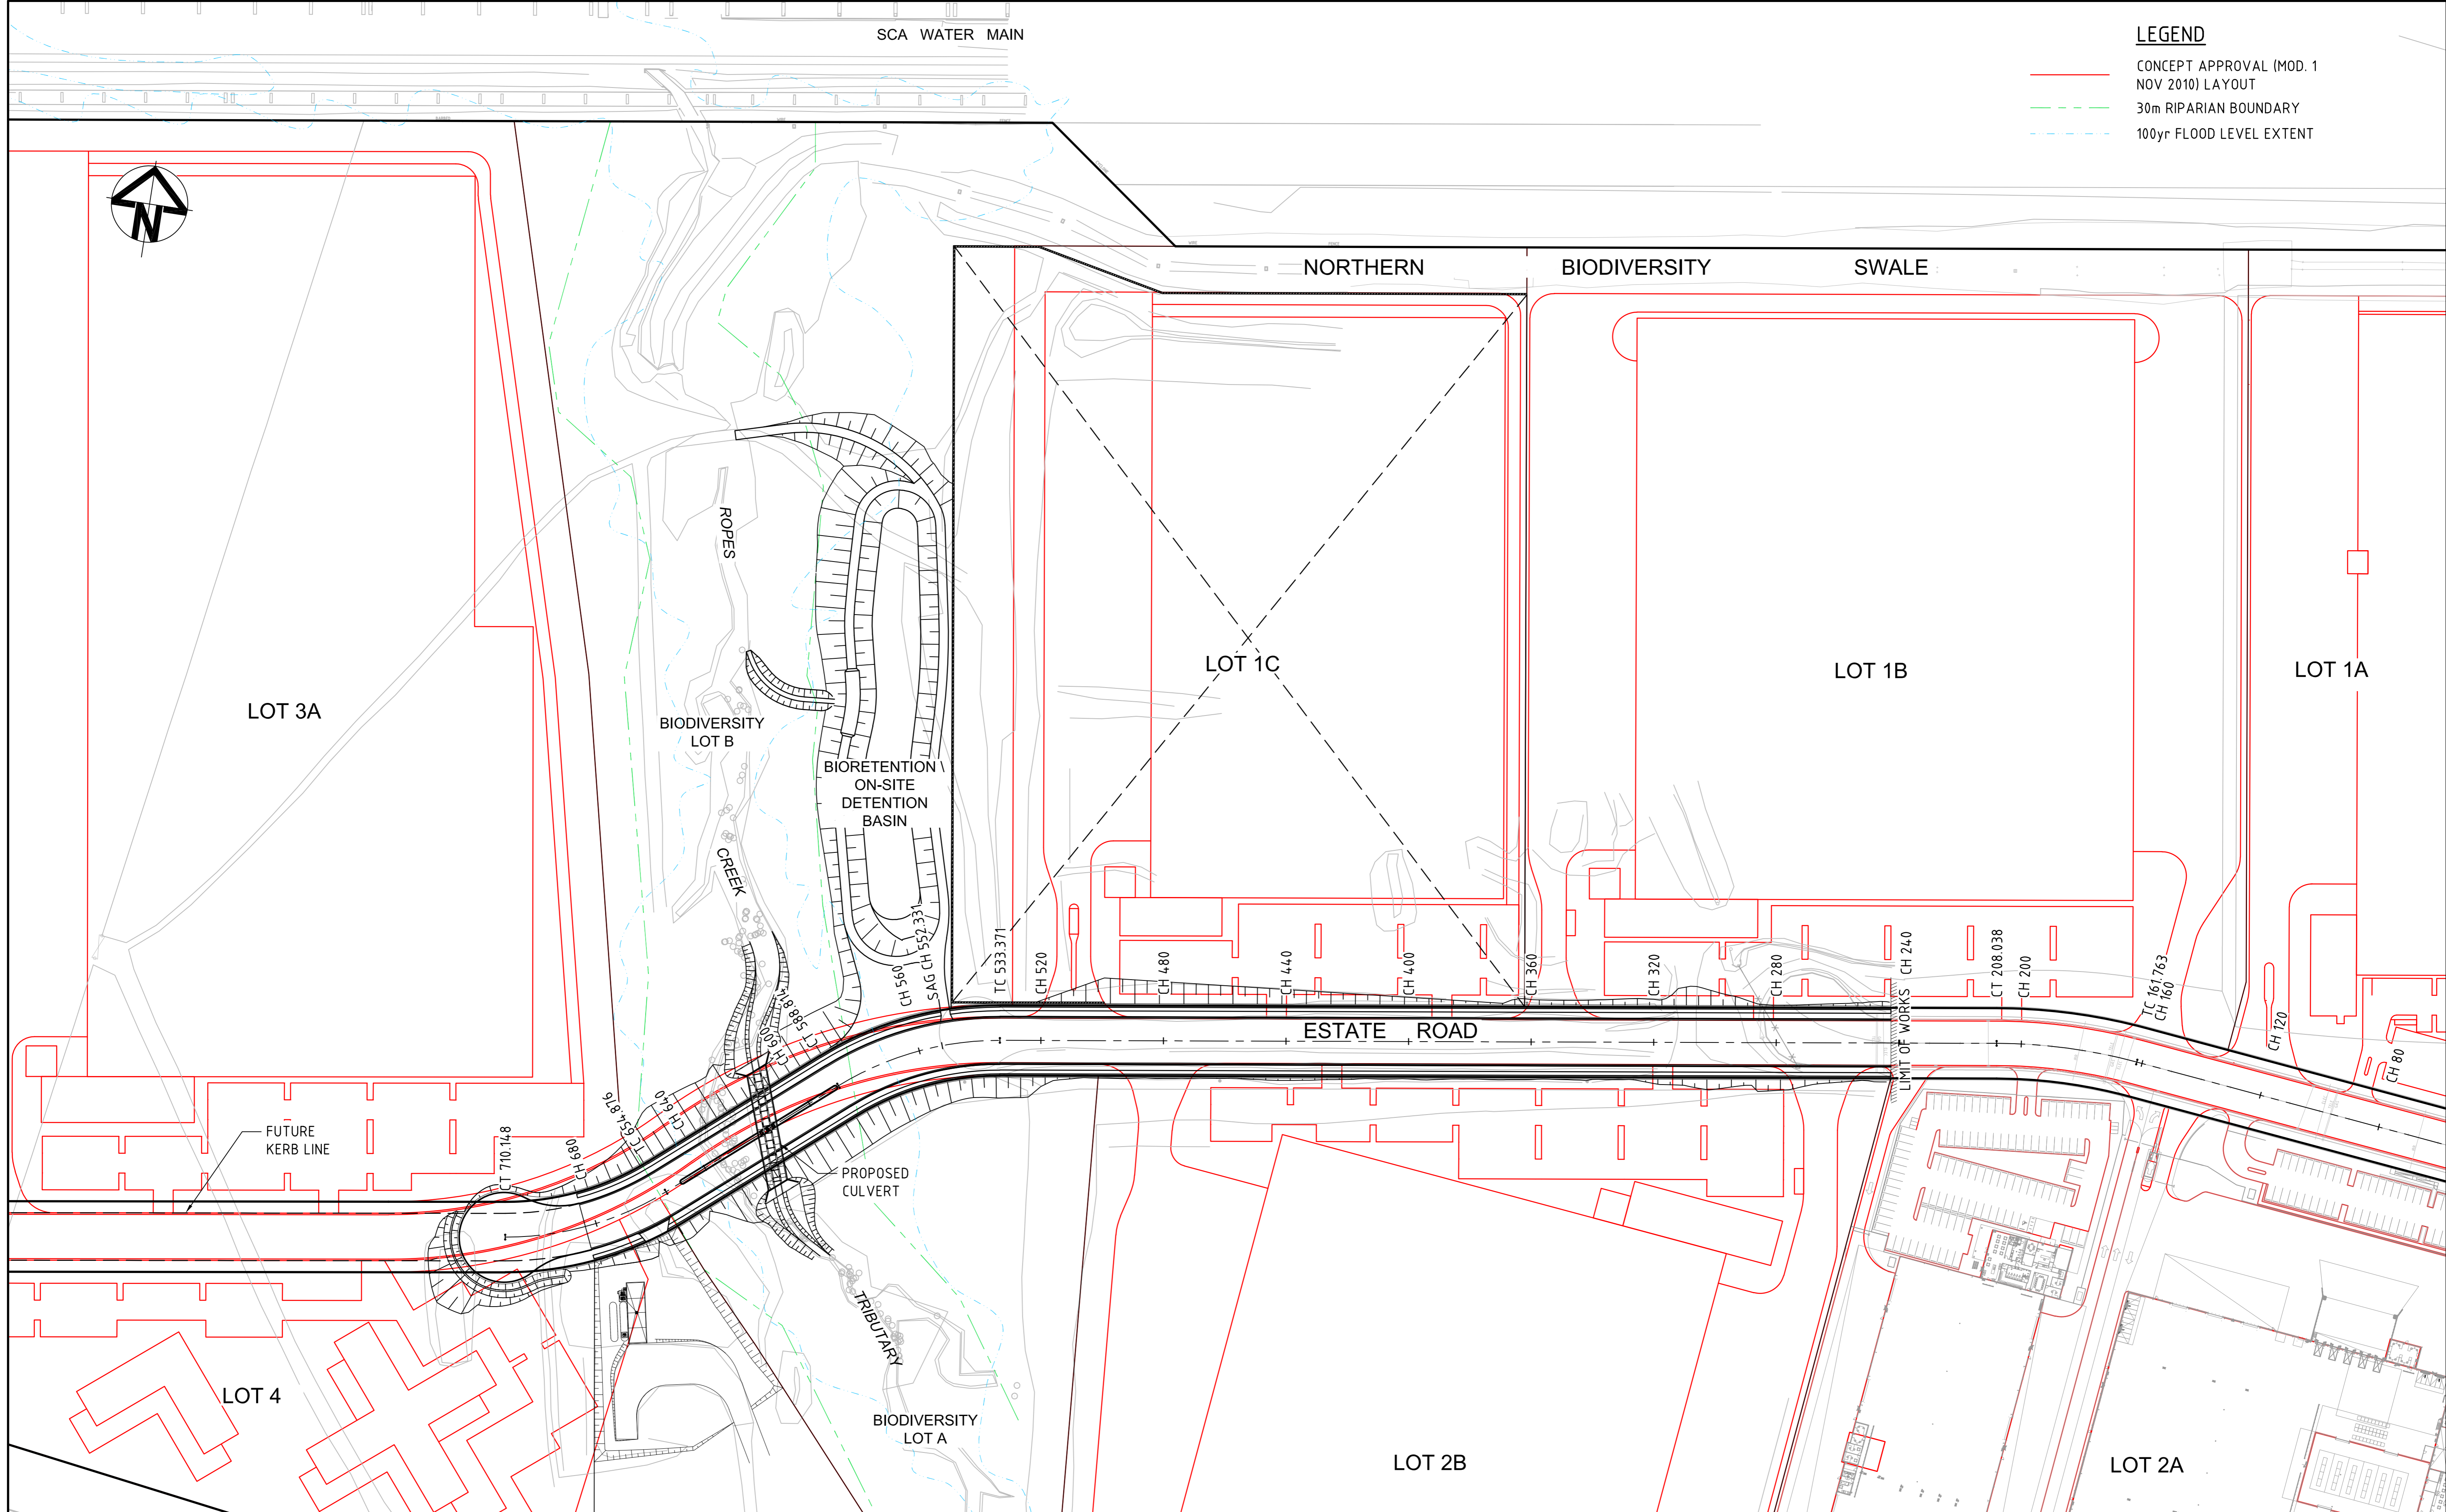 SCA WATER MAIN
LEGEND
CONCEPT APPROVAL (MOD. 1
NOV 2010) LAYOUT
30m RIPARIAN BOUNDARY
100yr FLOOD LEVEL EXTENT
N
NORTHERN BIODIVERSITY SWALE
ROPES
CREEK
LOT 3A
LOT 1C
LOT 1B
LOT 1A
BIODIVERSITY
LOT B
BIORETENTION
ON-SITE
DETENTION
BASIN
CT 710.148
CH 680
TC 654.876
CH 640
CH 600
CT 588.814
CH 560
SAG CH 552.331
TC 533.371
CH 520
CH 480
CH 440
CH 400
CH 360
CH 320
CH 280
LIMIT OF WORKS CH 240
CT 208.038
CH 200
TC 161.763
CH 160
CH 120
CH 80
ESTATE ROAD
FUTURE
KERB LINE
PROPOSED
CULVERT
TRIBUTARY
LOT 4
BIODIVERSITY
LOT A
LOT 2B
LOT 2A